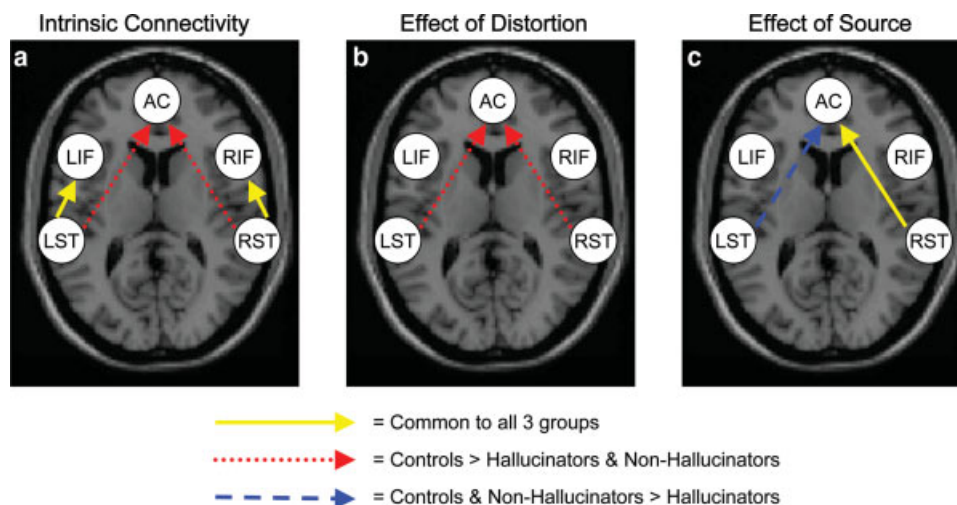 Intrinsic Connectivity
Effect of Distortion
Effect of Source
a
b
c
AC
AC
AC
LIF
RIF
LIF
RIF
LIF
RIF
LST
RST
LST
RST
LST
RST
= Common to all 3 groups
= Controls > Hallucinators & Non-Hallucinators
= Controls & Non-Hallucinators > Hallucinators